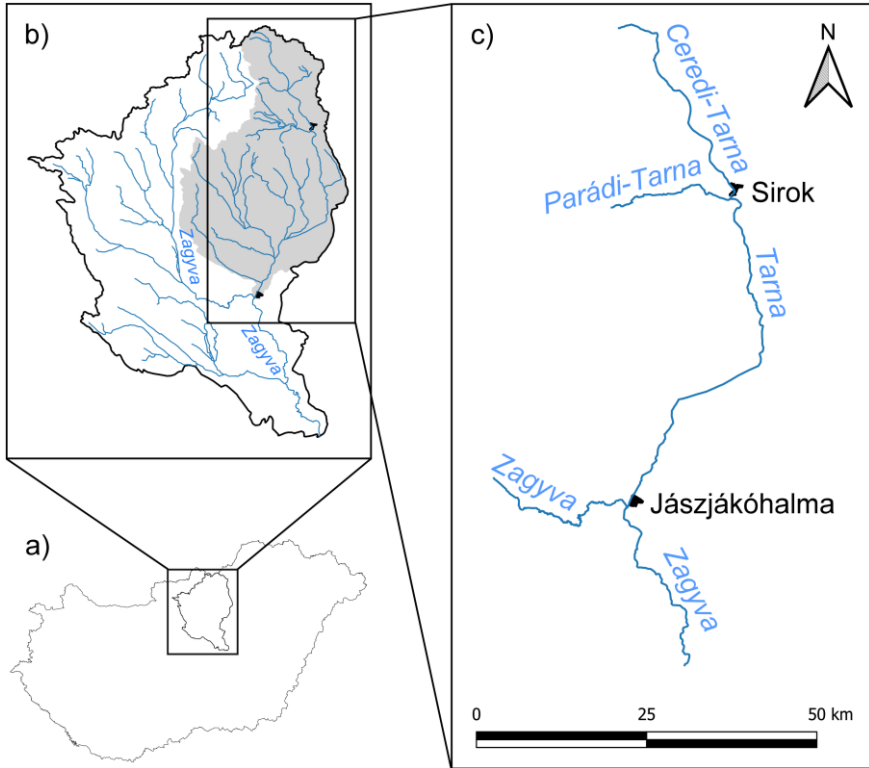 b)
Zagyva
Zagyva
a)
c)
N
Ceredi-Tarna
Parádi-Tarna
Sirok
Tarna
Zagyva
Jászjákóhalma
Zagyva
0 25 50 km